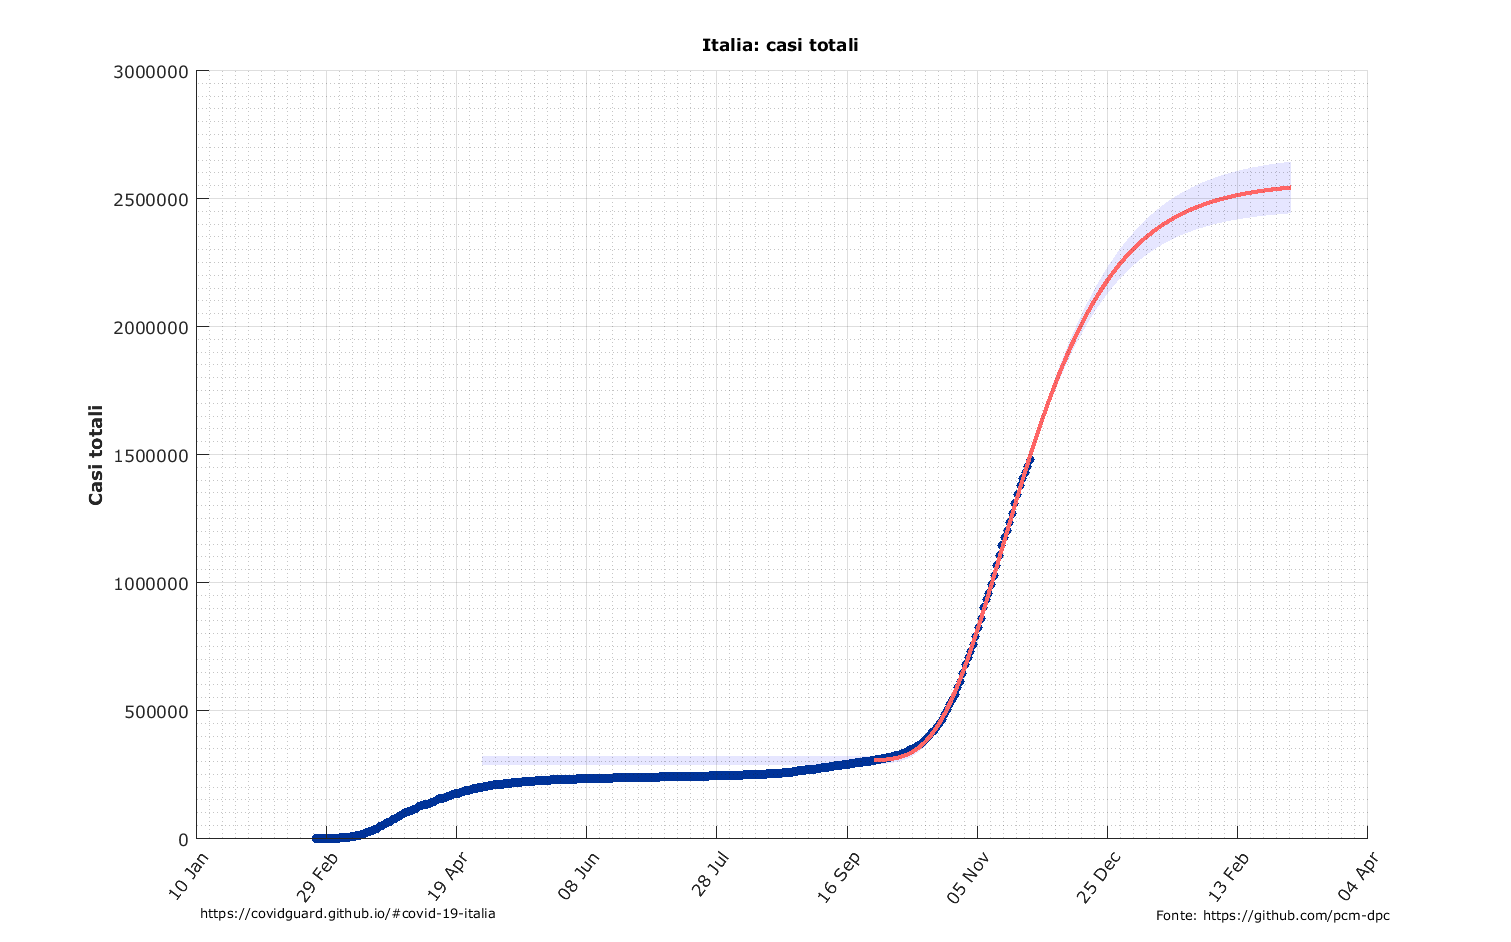 Italia: casi totali
Casi totali
3000000
2500000
2000000
1500000
1000000
500000
0
10 Jan
29 Feb
19 Apr
08 Jun
28 Jul
16 Sep
05 Nov
25 Dec
13 Feb
04 Apr
https://covidguard.github.io/#covid-19-italia
Fonte: https://github.com/pcm-dpc